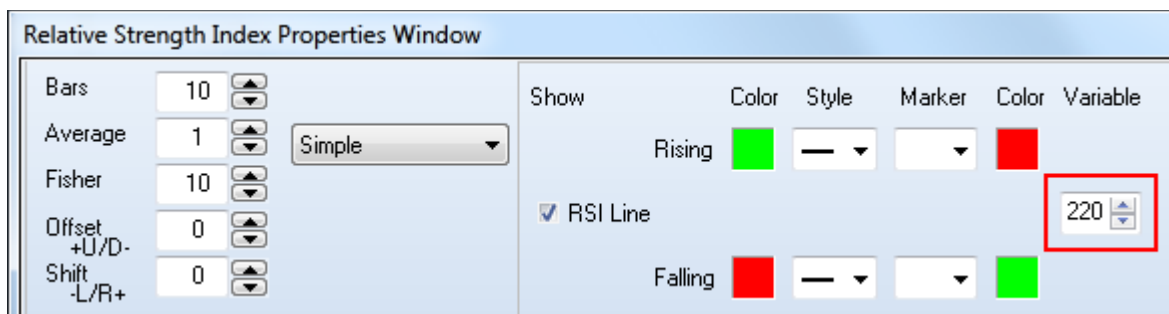 Relative Strength Index Properties Window
Bars 10
Average 1 Simple
Fisher 10
Offset 0
+U/D-
Shift 0
-L/R+
Show Color Style Marker Color Variable
Rising
RSI Line 220
Falling